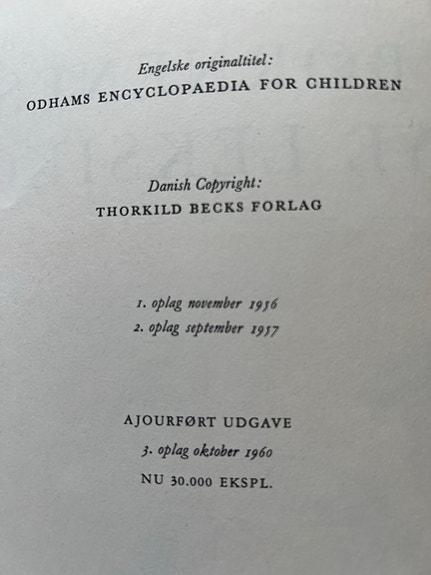 Engelske originaltitel:
ODHAMS ENCYCLOPAEDIA FOR CHILDREN
Danish Copyright:
THORKILD BECKS FORLAG
1. oplag november 1956
2. oplag september 1957
AJOURFØRT UDGAVE
3. oplag oktober 1960
NU 30.000 EKSPL.